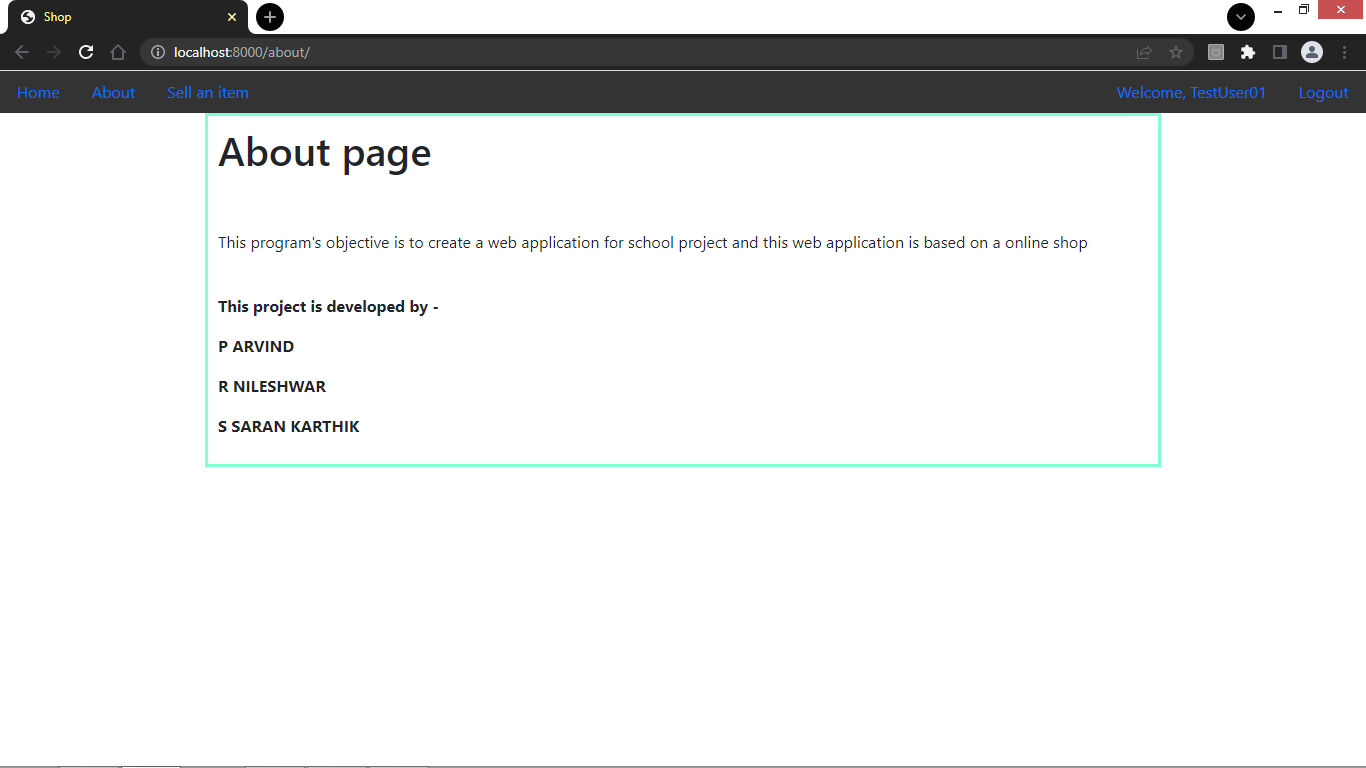 Shop
localhost:8000/about/
Home About Sell an item Welcome, TestUser01 Logout
About page
This program's objective is to create a web application for school project and this web application is based on a online shop
This project is developed by -
P ARVIND
R NILESHWAR
S SARAN KARTHIK